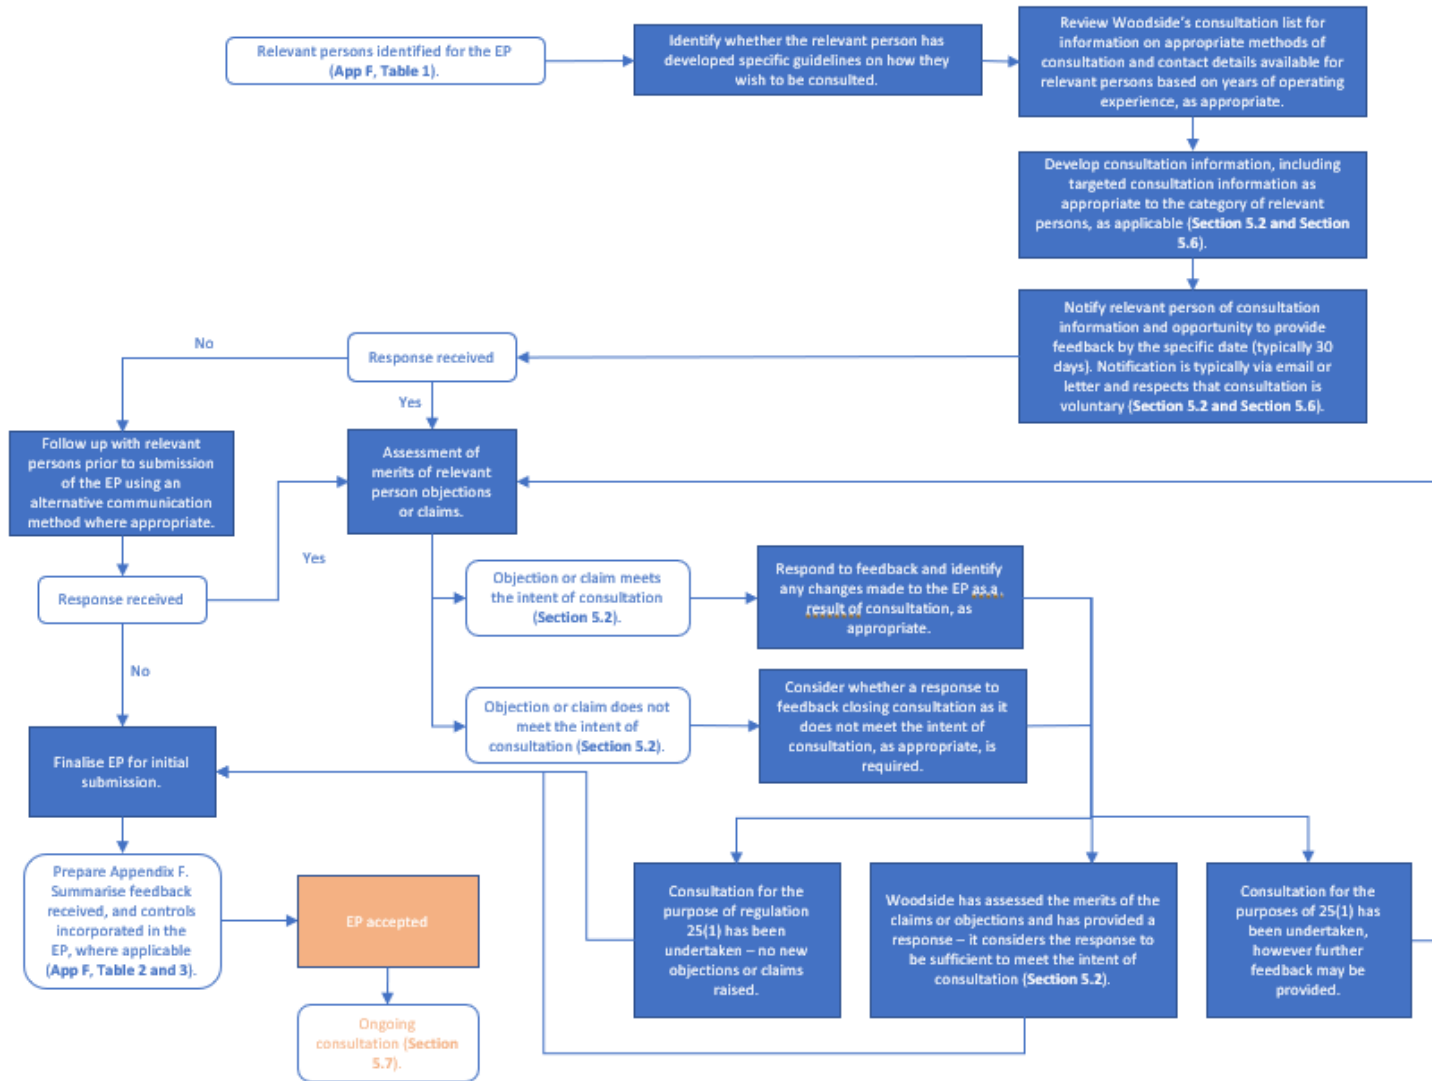 Relevant persons identified for the EP
(App F, Table 1).
Identify whether the relevant person has
developed specific guidelines on how they
wish to be consulted.
Review Woodside's consultation list for
information on appropriate methods of
consultation and contact details available for
relevant persons based on years of operating
experience, as appropriate.
Develop consultation information, including
targeted consultation information as
appropriate to the category of relevant
persons, as applicable (Section 5.2 and Section
5.6).
Notify relevant person of consultation
information and opportunity to provide
feedback by the specific date (typically 30
days). Notification is typically via email or
letter and respects that consultation is
voluntary (Section 5.2 and Section 5.6).
Response received
No
Yes
Follow up with relevant
persons prior to submission
of the EP using an
alternative communication
method where appropriate.
Assessment of
merits of relevant
person objections
or claims.
Response received
Yes
No
Objection or claim meets
the intent of consultation
(Section 5.2).
Respond to feedback and identify
any changes made to the EP as a
result of consultation, as
appropriate.
Objection or claim does not
meet the intent of
consultation (Section 5.2).
Consider whether a response to
feedback closing consultation as it
does not meet the intent of
consultation, as appropriate, is
required.
Finalise EP for initial
submission.
Prepare Appendix F.
Summarise feedback
received, and controls
incorporated in the
EP, where applicable
(App F, Table 2 and 3).
EP accepted
Ongoing
consultation (Section
5.7).
Consultation for the
purpose of regulation
25(1) has been
undertaken – no new
objections or claims
raised.
Woodside has assessed the merits of the
claims or objections and has provided a
response – it considers the response to
be sufficient to meet the intent of
consultation (Section 5.2).
Consultation for the
purposes of 25(1) has
been undertaken,
however further
feedback may be
provided.